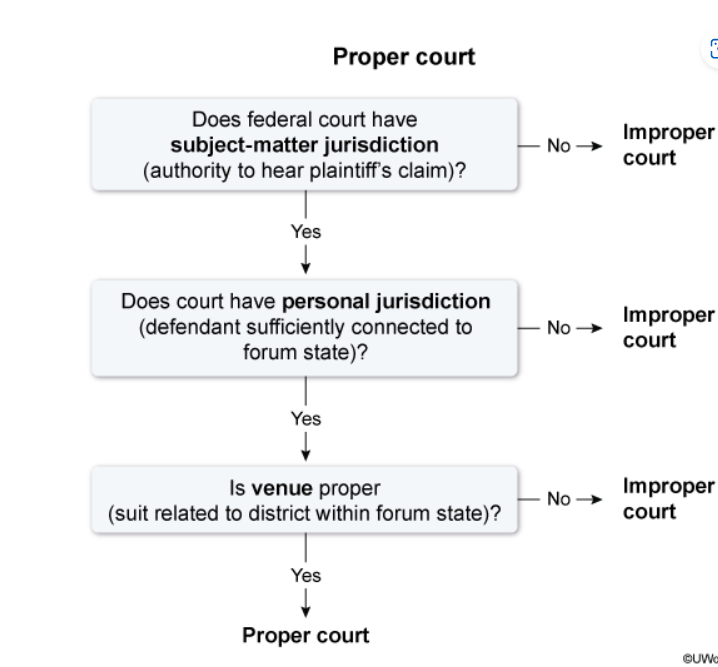 Proper court
Does federal court have
subject-matter jurisdiction
(authority to hear plaintiff's claim)?
No
Improper
court
Yes
Does court have personal jurisdiction
(defendant sufficiently connected to
forum state)?
No
Improper
court
Yes
Is venue proper
(suit related to district within forum state)?
No
Improper
court
Yes
Proper court